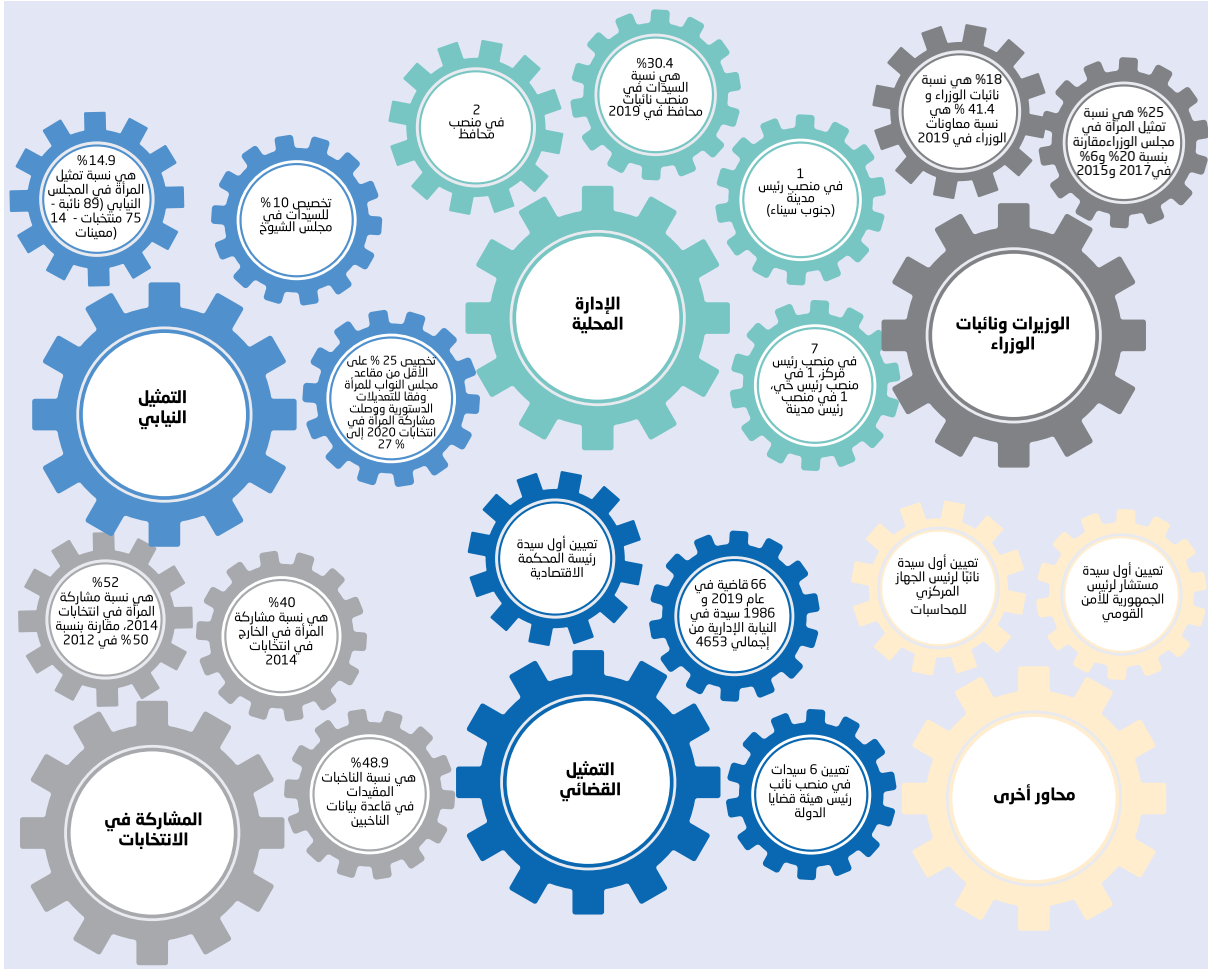 %18 هي نسبة
نائبات الوزراء و
41.4 % هي
نسبة معاونات
الوزراء في 2019
%25 هي نسبة
تمثيل المرأة في
مجلس الوزراءمقارنة
بنسبة 20% و6%
في2017 و2015
الوزيرات ونائبات
الوزراء
%30.4
هي نسبة
السيدات في
منصب نائبات
محافظ في 2019
2
في منصب
محافظ
1
في منصب رئيس
مدينة
(جنوب سيناء)
الإدارة
المحلية
7
في منصب رئيس
مركز، 1 في
منصب رئيس حي،
1 في منصب
رئيس مدينة
%14.9
هي نسبة تمثيل
المرأة في المجلس
النيابي (89 نائبة -
75 منتخبات - 14
معينات)
تخصيص 10 %
للسيدات في
مجلس الشيوخ
تخصيص 25 % على
الأقل من مقاعد
مجلس النواب للمرأة
وفقا للتعديلات
الدستورية ووصلت
مشاركة المرأة في
انتخابات 2020 إلى
27 %
التمثيل
النيابي
تعيين أول سيدة
مستشار لرئيس
الجمهورية للأمن
القومي
تعيين أول سيدة
نائبًا لرئيس الجهاز
المركزي
للمحاسبات
محاور أخرى
تعيين أول سيدة
رئيسة المحكمة
الاقتصادية
66 قاضية في
عام 2019 و
1986 سيدة في
النيابة الإدارية من
إجمالي 4653
تعيين 6 سيدات
في منصب نائب
رئيس هيئة قضايا
الدولة
التمثيل
القضائي
%52
هي نسبة مشاركة
المرأة في انتخابات
2014، مقارنة بنسبة
50% في 2012
%40
هي نسبة مشاركة
المرأة في الخارج
في انتخابات
2014
%48.9
هي نسبة الناخبات
المقيدات
في قاعدة بيانات
الناخبين
المشاركة في
الانتخابات